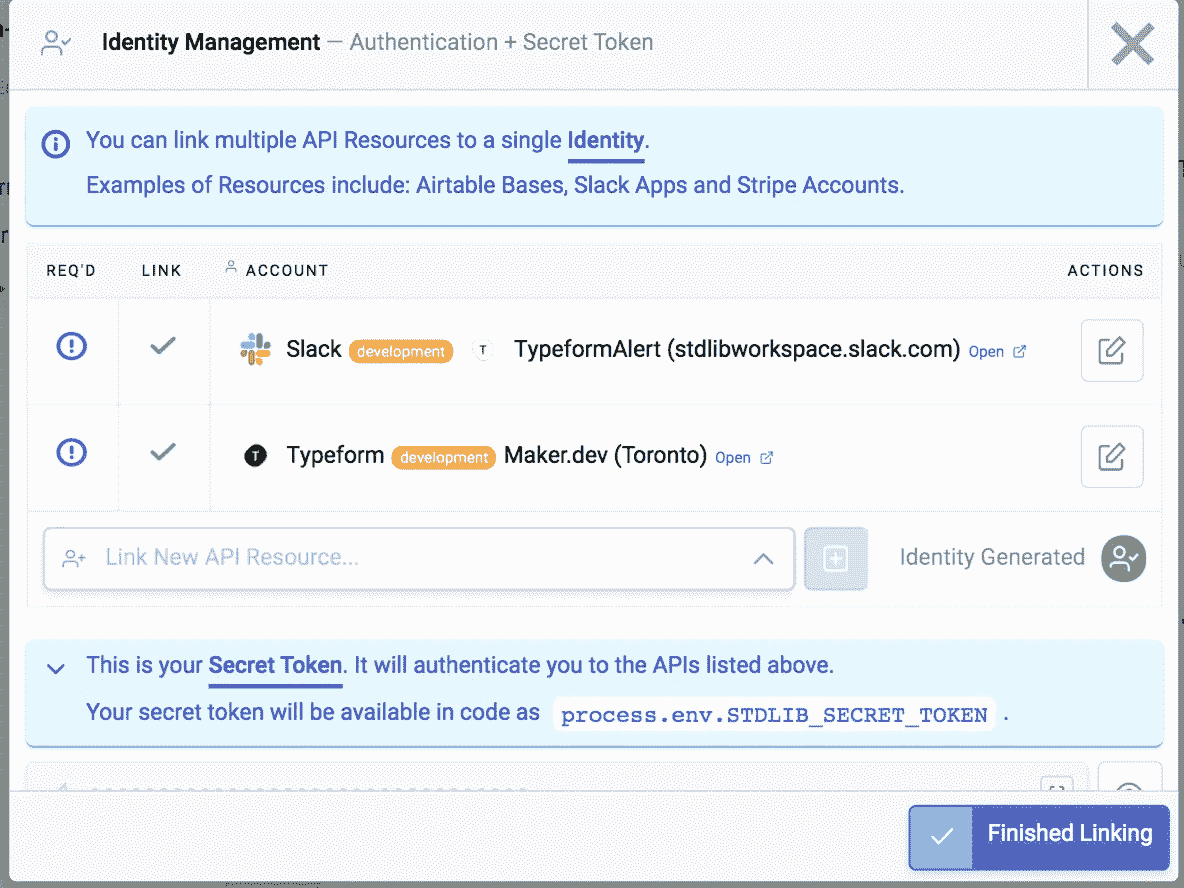 Identity Management — Authentication + Secret Token
You can link multiple API Resources to a single Identity.
Examples of Resources include: Airtable Bases, Slack Apps and Stripe Accounts.
REQ'D LINK ACCOUNT ACTIONS
Slack development T TypeformAlert (stdlibworkspace.slack.com) Open
T Typeform development Maker.dev (Toronto) Open
Link New API Resource... Identity Generated
This is your Secret Token. It will authenticate you to the APIs listed above.
Your secret token will be available in code as process.env.STDLIB_SECRET_TOKEN .
Finished Linking